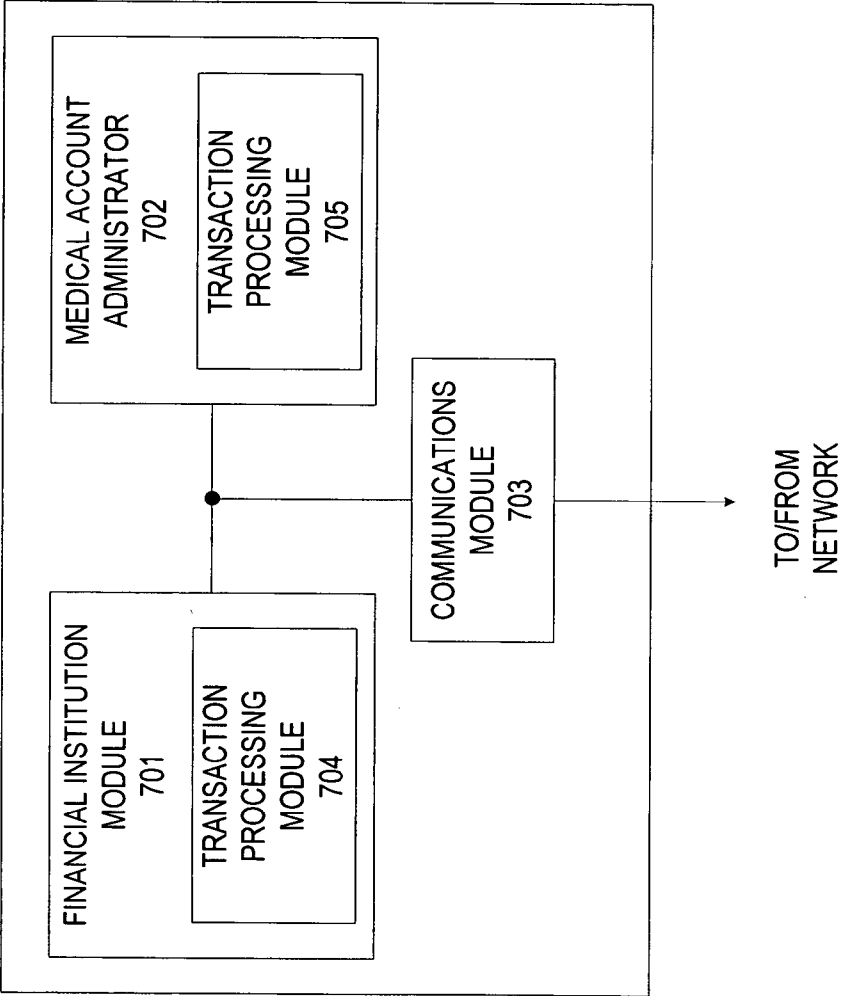 FINANCIAL INSTITUTION
MODULE
701
TRANSACTION
PROCESSING
MODULE
704
MEDICAL ACCOUNT
ADMINISTRATOR
702
TRANSACTION
PROCESSING
MODULE
705
COMMUNICATIONS
MODULE
703
TO/FROM
NETWORK